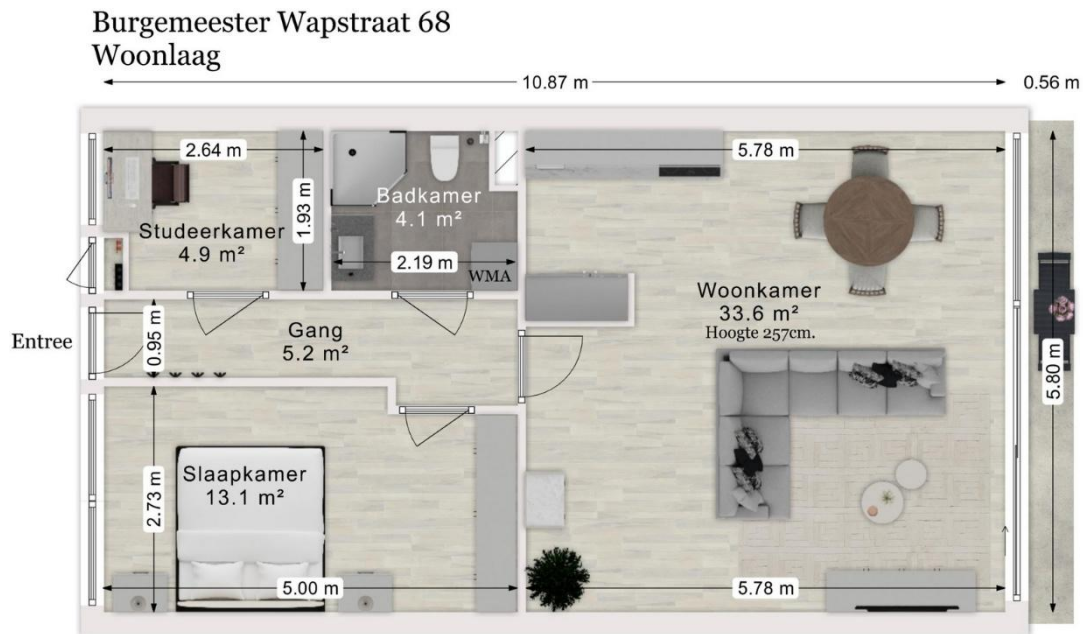 Burgemeester Wapstraat 68
Woonlaag
10.87 m
0.56 m
2.64 m
5.78 m
Badkamer
4.1 m²
1.93 m
Studeerkamer
4.9 m²
2.19 m
WMA
Woonkamer
33.6 m²
Hoogte 257cm.
Entree
0.95 m
Gang
5.2 m²
5.80 m
Slaapkamer
13.1 m²
2.73 m
5.00 m
5.78 m